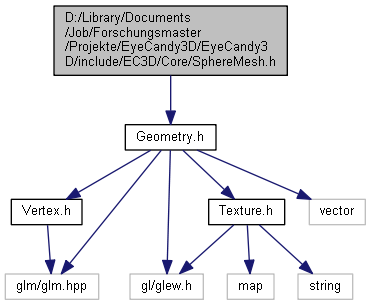 D:/Library/Documents
/Job/Forschungsmaster
/Projekte/EyeCandy3D/EyeCandy3
D/include/EC3D/Core/SphereMesh.h
Geometry.h
Vertex.h
Texture.h
vector
glm/glm.hpp
gl/glew.h
map
string